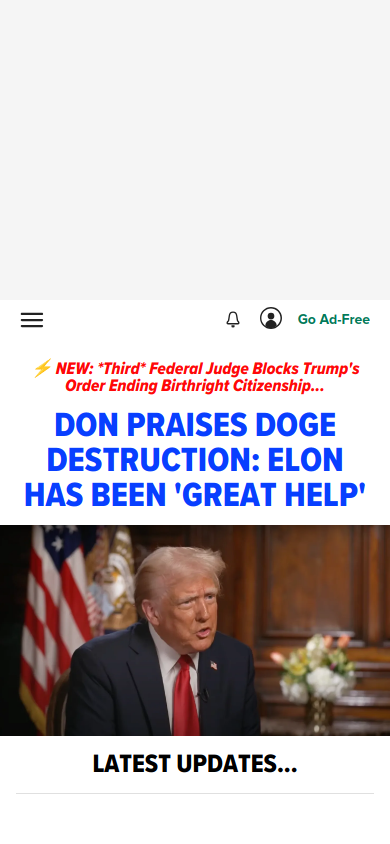 Go Ad-Free
⚡ NEW: *Third* Federal Judge Blocks Trump's
Order Ending Birthright Citizenship...
DON PRAISES DOGE
DESTRUCTION: ELON
HAS BEEN 'GREAT HELP'
LATEST UPDATES...